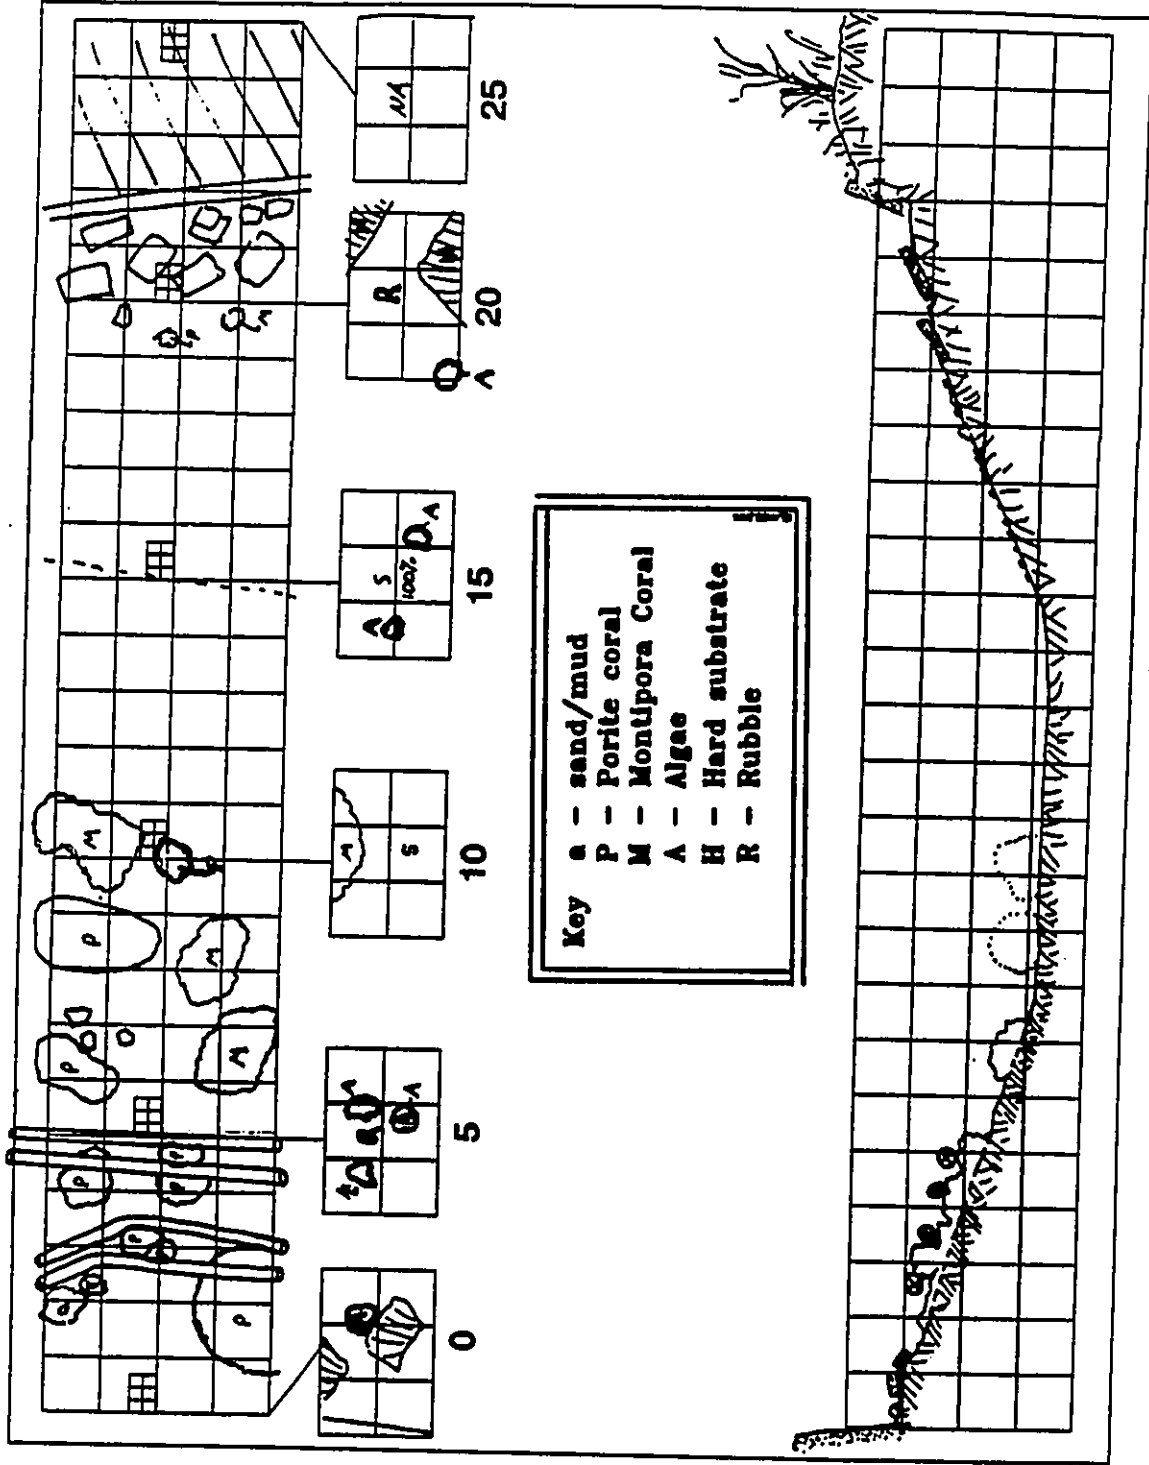 P P P P P P
P M P M M
P M
A a A A
M
S
A S A
100%
R
A
NA
0 5 10 15 20 25
Key a - sand/mud
P - Porite coral
M - Montipora Coral
A - Algae
H - Hard substrate
R - Rubble